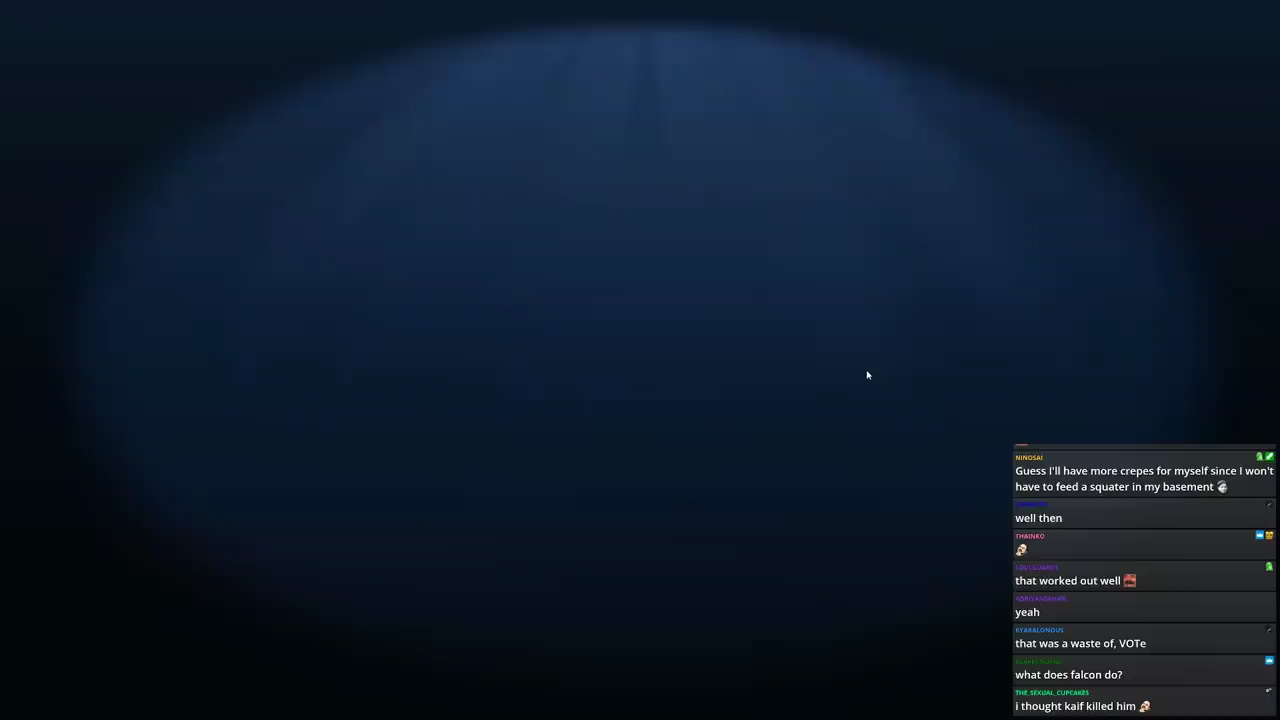 NINOSAI
Guess I'll have more crepes for myself since I won't
have to feed a squater in my basement
well then
THAINKO
that worked out well
yeah
KYARALONOUS
that was a waste of, VOTe
what does falcon do?
THE_SEXUAL_CUPCAKES
i thought kaif killed him